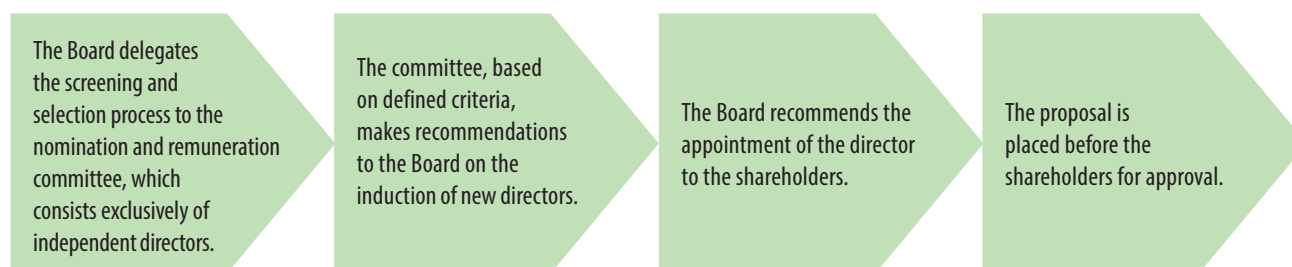 The Board delegates
the screening and
selection process to the
nomination and remuneration
committee, which
consists exclusively of
independent directors.
The committee, based
on defined criteria,
makes recommendations
to the Board on the
induction of new directors.
The Board recommends the
appointment of the director
to the shareholders.
The proposal is
placed before the
shareholders for approval.